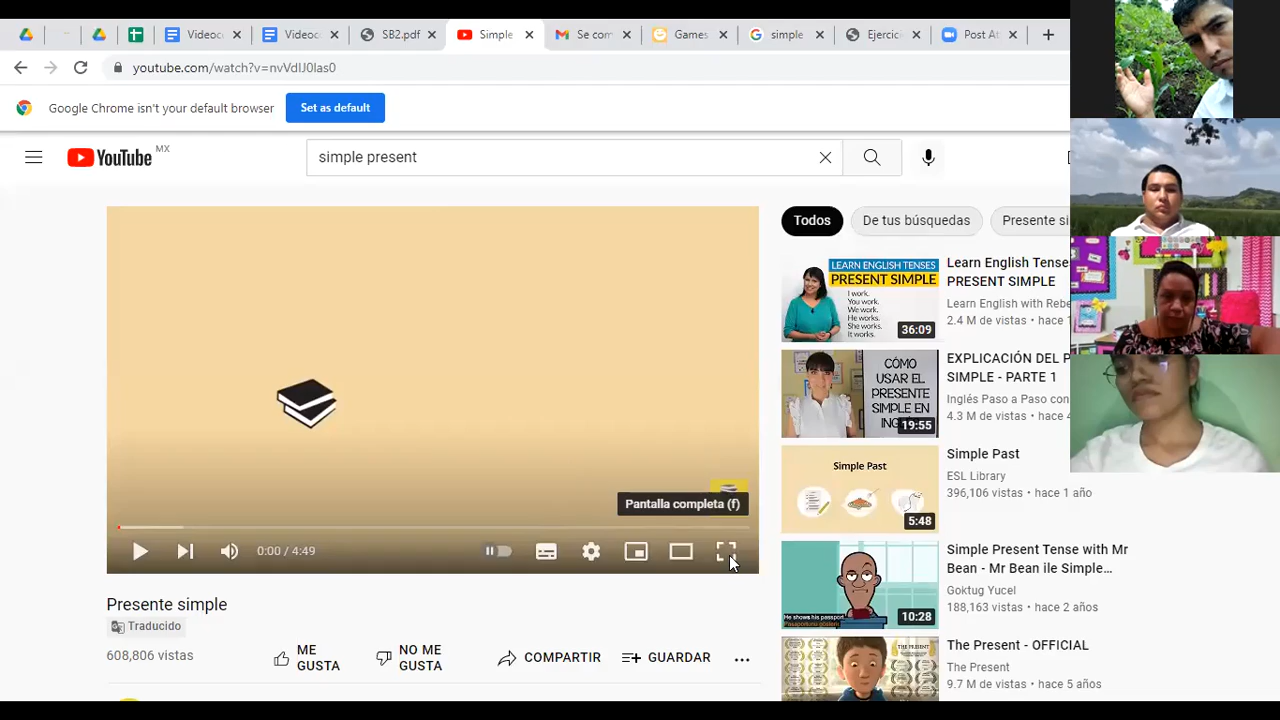 Videoc
Videoc
SB2.pdf
Simple
Se com
Games
simple
Ejercic
Post At
youtube.com/watch?v=nvVdIJ0las0
Google Chrome isn't your default browser
Set as default
YouTube MX
simple present
Todos
De tus búsquedas
Presente si
LEARN ENGLISH TENSES
PRESENT SIMPLE
I work.
You work.
We work.
He works.
She works.
It works.
36:09
Learn English Tense
PRESENT SIMPLE
Learn English with Rebe
2.4 M de vistas • hace 1
CÓMO
USAR EL
PRESENTE
SIMPLE EN
19:55
EXPLICACIÓN DEL P
SIMPLE - PARTE 1
Inglés Paso a Paso con
4.3 M de vistas • hace
Simple Past
5:48
Simple Past
ESL Library
396,106 vistas • hace 1 año
He shows his passport
10:28
Simple Present Tense with Mr
Bean - Mr Bean ile Simple...
Goktug Yucel
188,163 vistas • hace 2 años
THE PRESENT
The Present - OFFICIAL
The Present
9.7 M de vistas • hace 5 años
Pantalla completa (f)
0:00 / 4:49
Presente simple
Traducido
603,806 vistas
ME
GUSTA
NO ME
GUSTA
COMPARTIR
GUARDAR